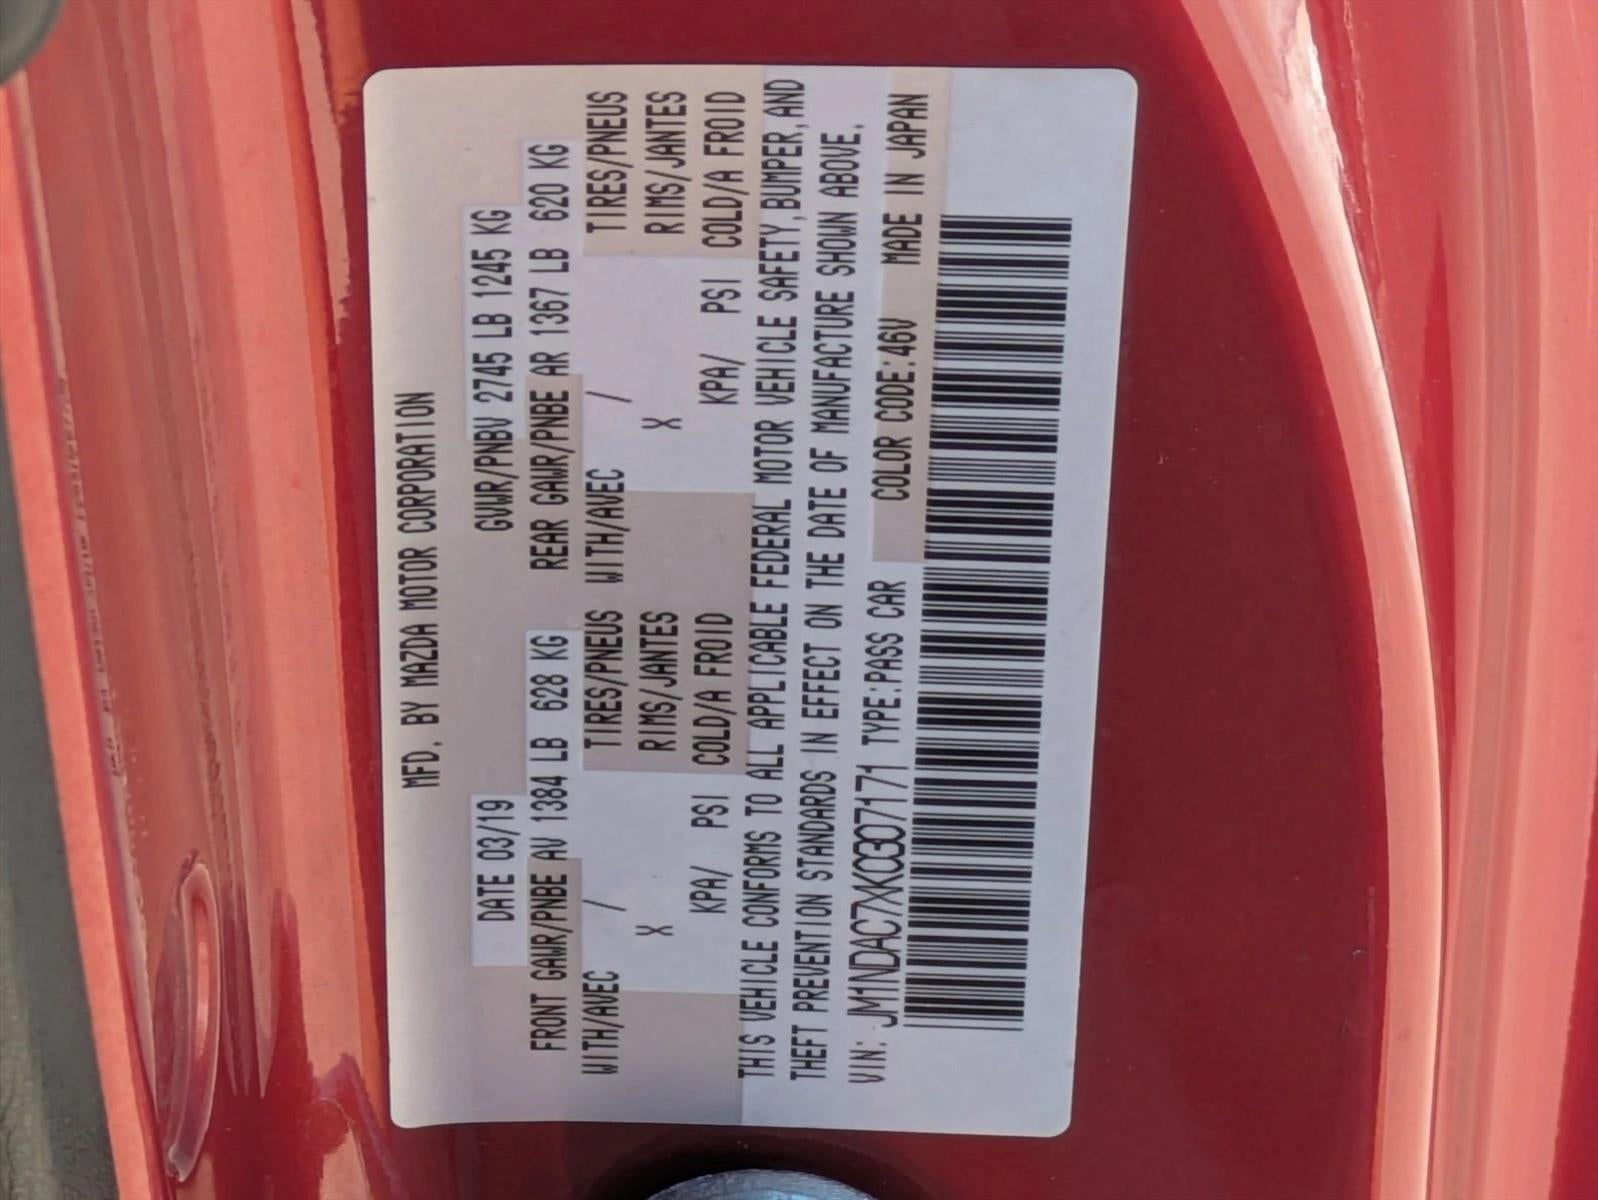 MFD. BY MAZDA MOTOR CORPORATION
DATE 03/19 GVWR/PNBV 2745 LB 1245 KG
FRONT GAWR/PNBE AV 1384 LB 628 KG REAR GAWR/PNBE AR 1367 LB 620 KG
WITH/AVEC / TIRES/PNEUS WITH/AVEC / TIRES/PNEUS
X RIMS/JANTES X RIMS/JANTES
KPA/ PSI COLD/A FROID KPA/ PSI COLD/A FROID
THIS VEHICLE CONFORMS TO ALL APPLICABLE FEDERAL MOTOR VEHICLE SAFETY, BUMPER, AND
THEFT PREVENTION STANDARDS IN EFFECT ON THE DATE OF MANUFACTURE SHOWN ABOVE.
VIN: JM1NDAC7XK0307171 TYPE:PASS CAR COLOR CODE:46V MADE IN JAPAN